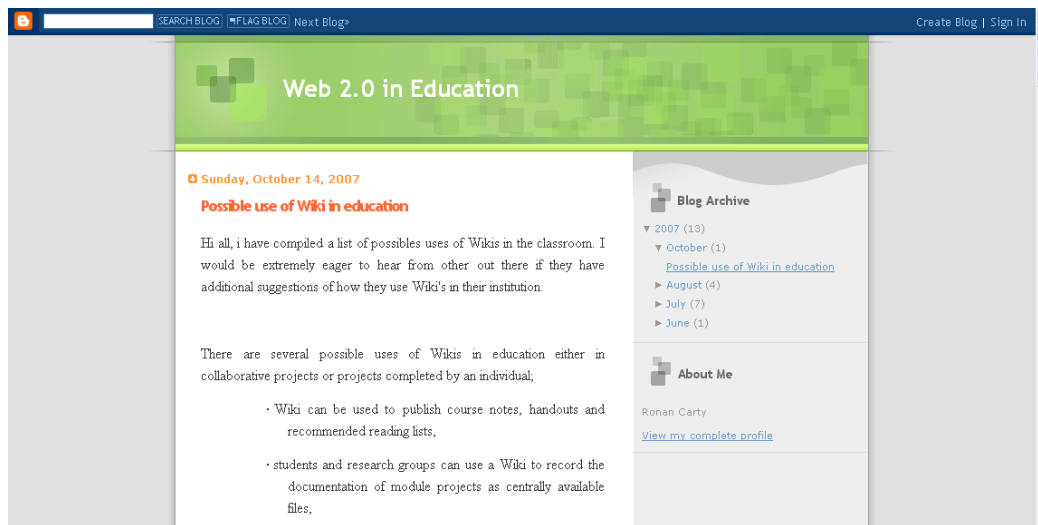 SEARCH BLOG FLAG BLOG Next Blog» Create Blog | Sign In
Web 2.0 in Education
Sunday, October 14, 2007
Possible use of Wiki in education
Hi all, i have compiled a list of possibles uses of Wikis in the classroom. I
would be extremely eager to hear from other out there if they have
additional suggestions of how they use Wiki's in their institution.
There are several possible uses of Wikis in education either in
collaborative projects or projects completed by an individual;
· Wiki can be used to publish course notes, handouts and
recommended reading lists,
· students and research groups can use a Wiki to record the
documentation of module projects as centrally available
files,
Blog Archive
▼ 2007 (13)
▼ October (1)
Possible use of Wiki in education
► August (4)
► July (7)
► June (1)
About Me
Ronan Carty
View my complete profile